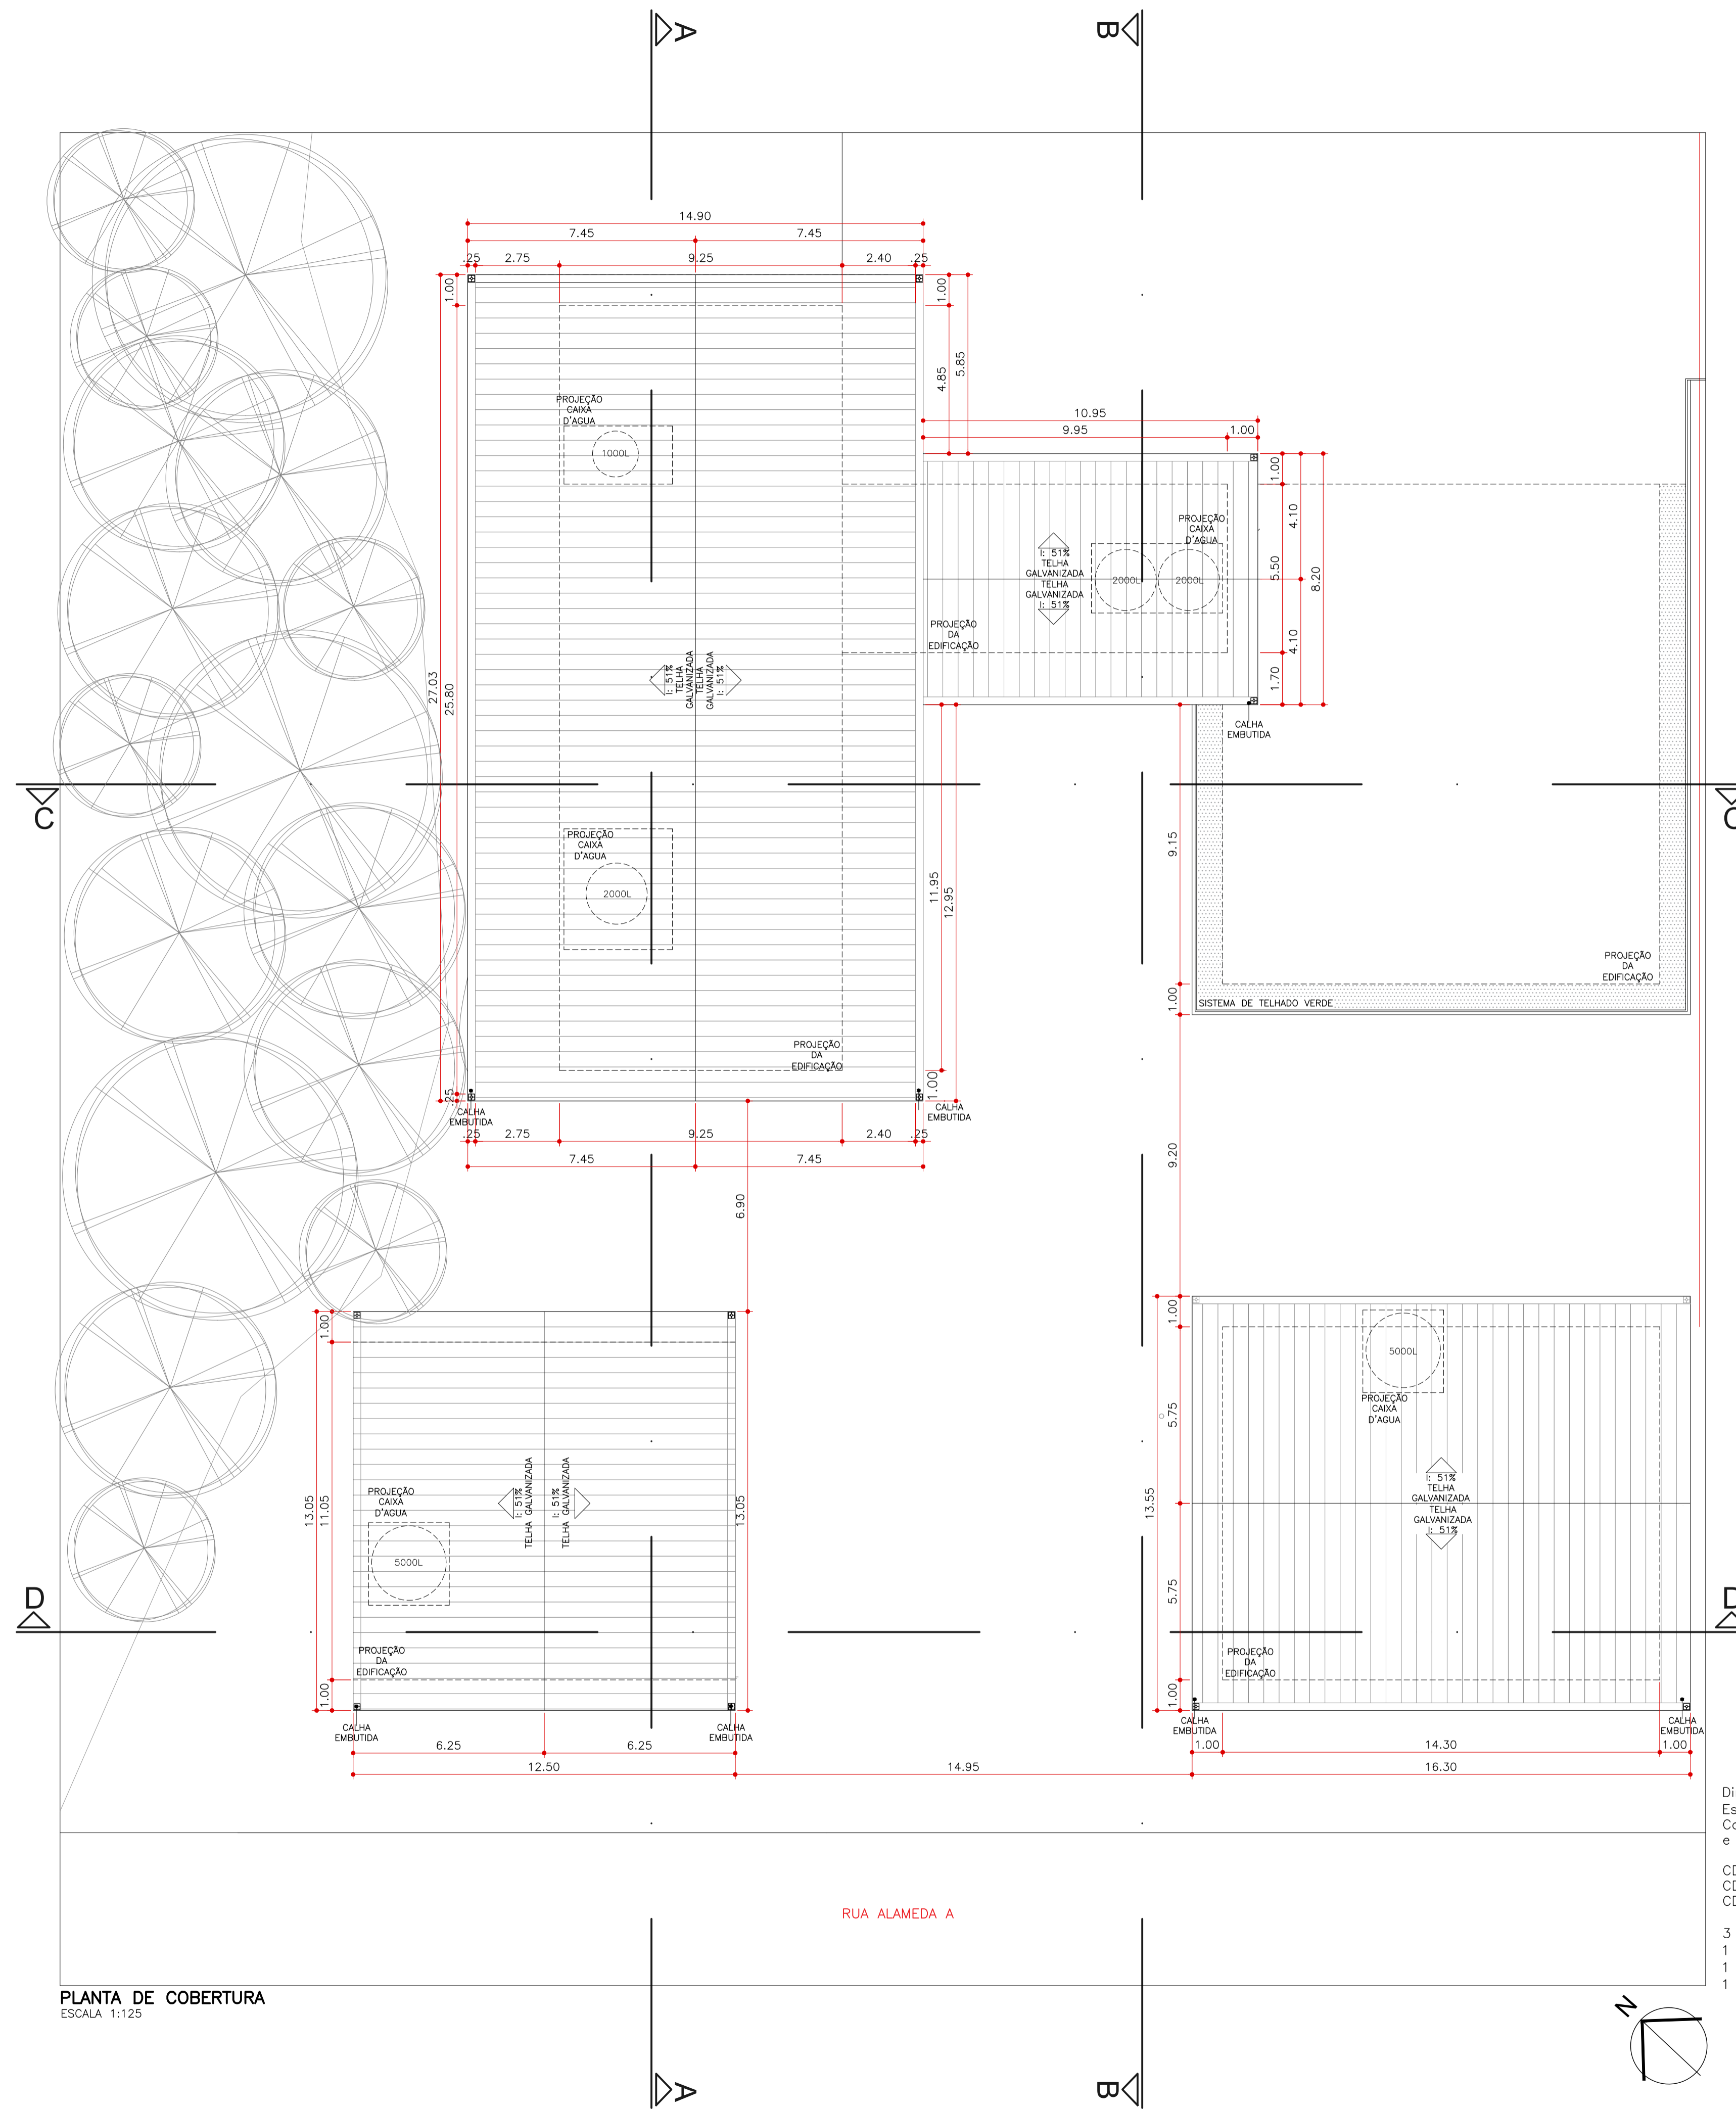 A
B
14.90
7.45
7.45
.25
2.75
9.25
2.40
.25
1.00
1.00
4.85
5.85
27.03
25.80
PROJEÇÃO
CAIXA
D'AGUA
1000L
10.95
9.95
1.00
1.00
4.10
5.50
8.20
4.10
1.70
PROJEÇÃO
CAIXA
D'AGUA
2000L
2000L
I: 51%
TELHA
GALVANIZADA
TELHA
GALVANIZADA
I: 51%
PROJEÇÃO
DA
EDIFICAÇÃO
I: 51%
TELHA
GALVANIZADA
TELHA
GALVANIZADA
I: 51%
CALHA
EMBUTIDA
C
C
PROJEÇÃO
CAIXA
D'AGUA
2000L
11.95
12.95
9.15
1.00
PROJEÇÃO
DA
EDIFICAÇÃO
SISTEMA DE TELHADO VERDE
PROJEÇÃO
DA
EDIFICAÇÃO
.25
1.00
CALHA
EMBUTIDA
CALHA
EMBUTIDA
.25
2.75
9.25
2.40
.25
7.45
7.45
6.90
9.20
1.00
11.05
13.05
1.00
13.05
I: 51%
TELHA GALVANIZADA
I: 51%
TELHA GALVANIZADA
PROJEÇÃO
CAIXA
D'AGUA
5000L
PROJEÇÃO
DA
EDIFICAÇÃO
CALHA
EMBUTIDA
CALHA
EMBUTIDA
6.25
6.25
12.50
14.95
1.00
5.75
13.55
5.75
1.00
5000L
PROJEÇÃO
CAIXA
D'AGUA
I: 51%
TELHA
GALVANIZADA
TELHA
GALVANIZADA
I: 51%
PROJEÇÃO
DA
EDIFICAÇÃO
CALHA
EMBUTIDA
CALHA
EMBUTIDA
1.00
14.30
1.00
16.30
D
D
Di
Es
Co
e
CD
CD
CD
3
1
1
1
RUA ALAMEDA A
PLANTA DE COBERTURA
ESCALA 1:125
N
A
B